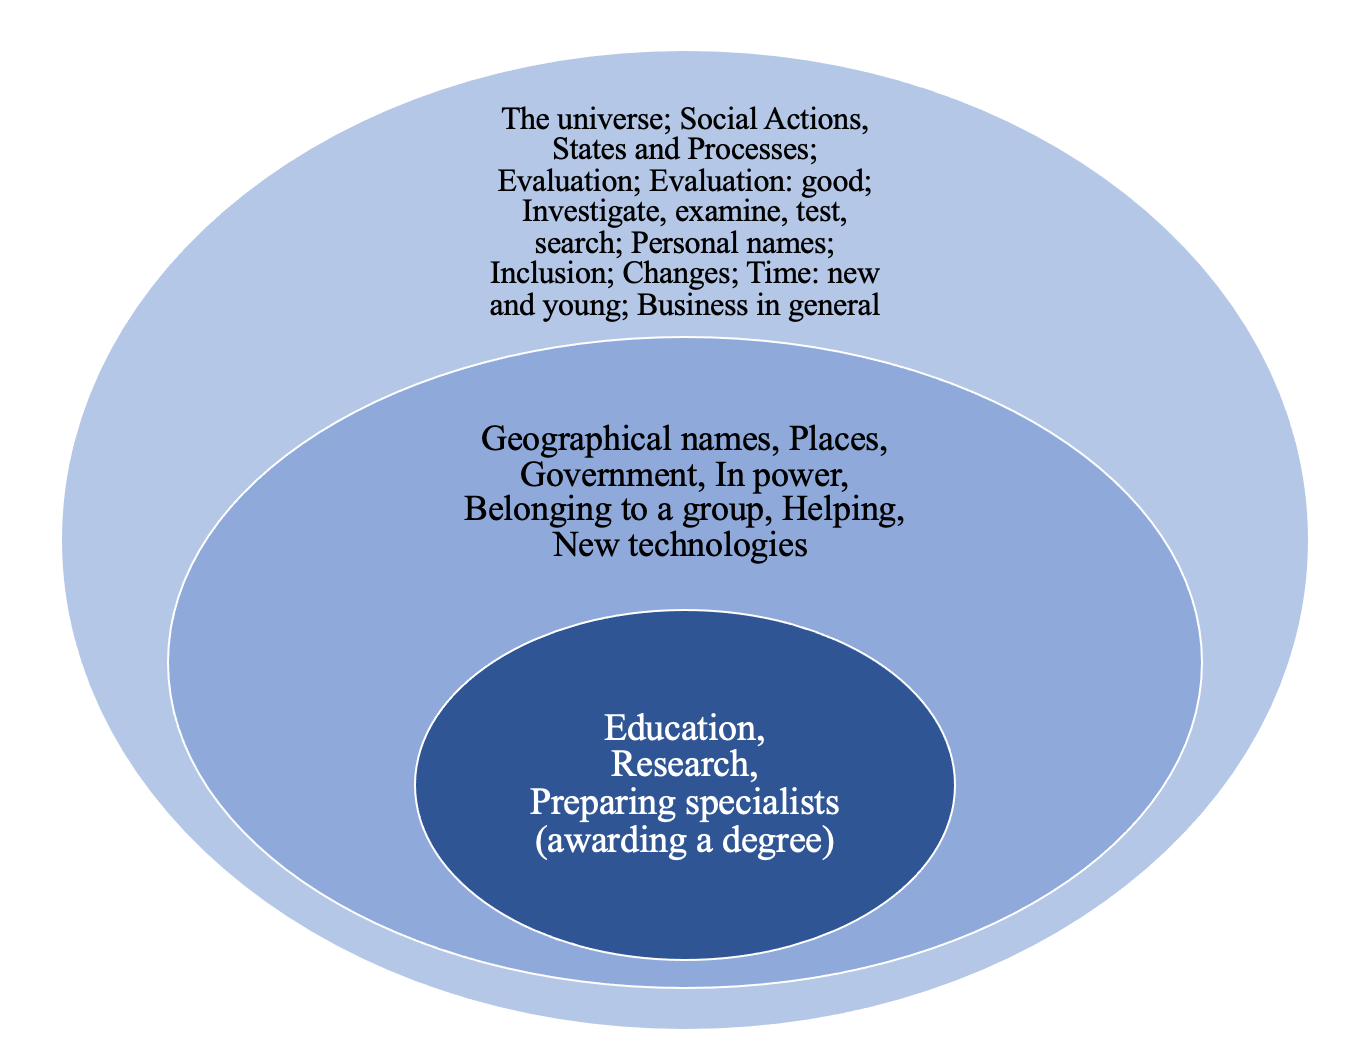 The universe; Social Actions,
States and Processes;
Evaluation; Evaluation: good;
Investigate, examine, test,
search; Personal names;
Inclusion; Changes; Time: new
and young; Business in general
Geographical names, Places,
Government, In power,
Belonging to a group, Helping,
New technologies
Education,
Research,
Preparing specialists
(awarding a degree)